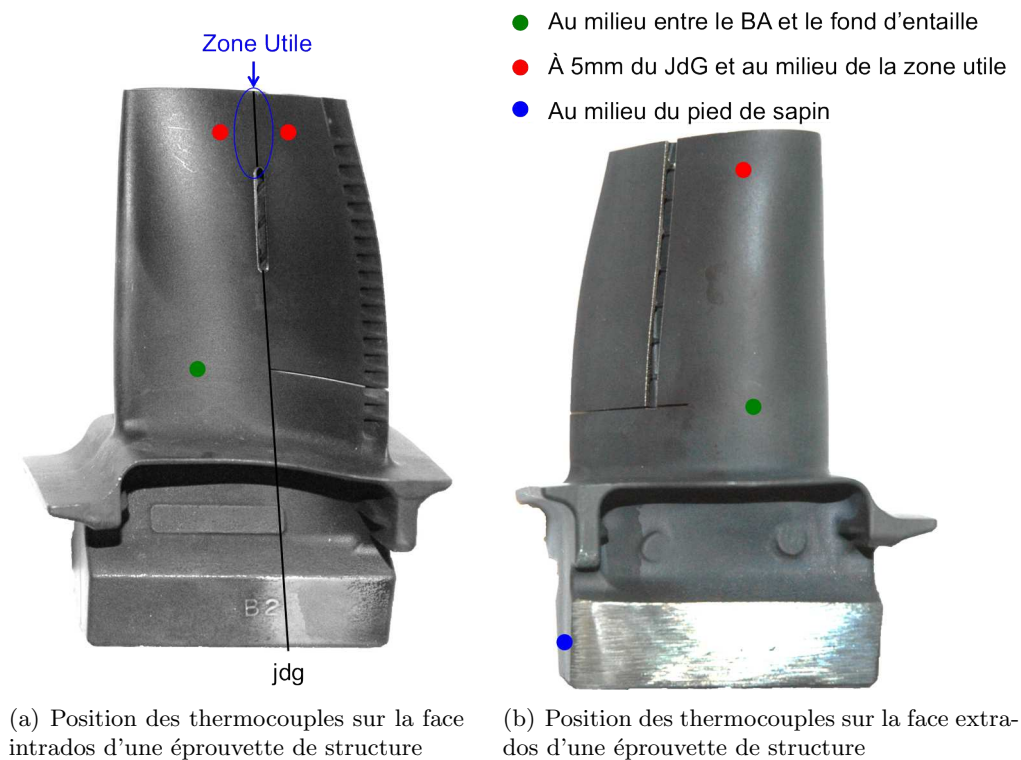 Zone Utile
Au milieu entre le BA et le fond d'entaille
À 5mm du JdG et au milieu de la zone utile
Au milieu du pied de sapin
B2
jdg
(a) Position des thermocouples sur la face
intrados d'une éprouvette de structure
(b) Position des thermocouples sur la face extra-
dos d'une éprouvette de structure